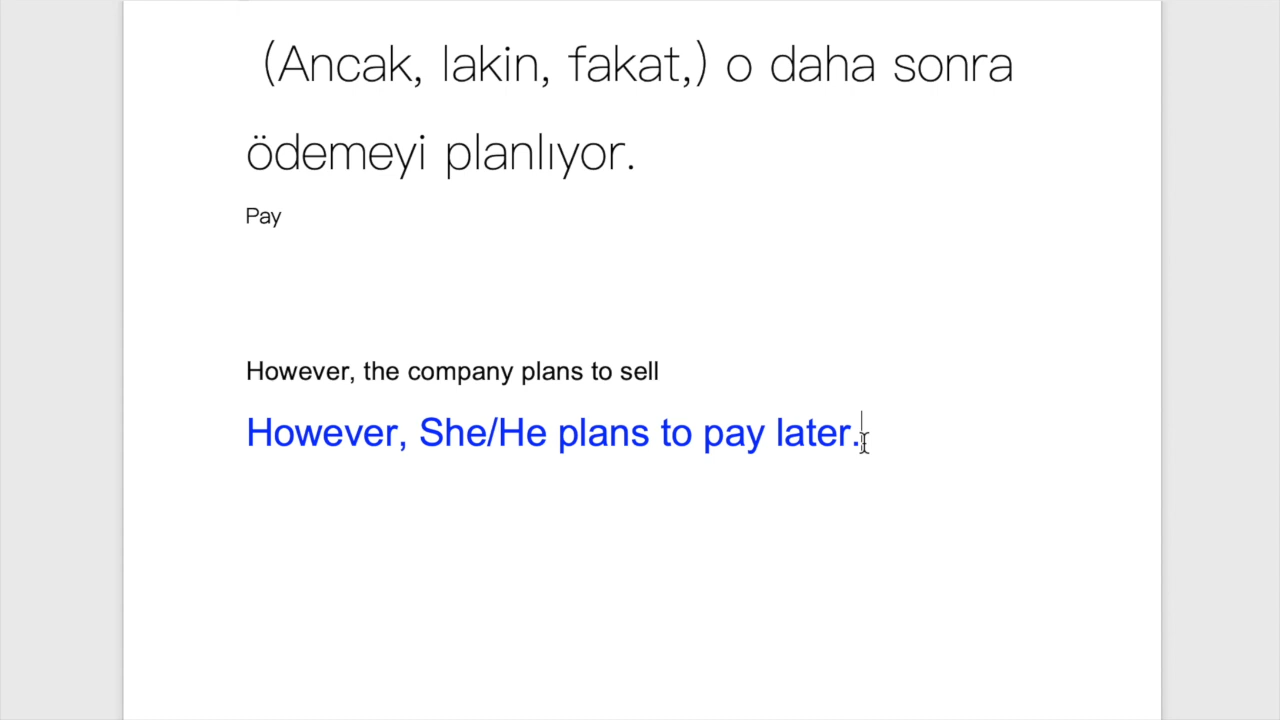 (Ancak, lakin, fakat,) o daha sonra
ödemeyi planlıyor.
Pay
However, the company plans to sell
However, She/He plans to pay later.